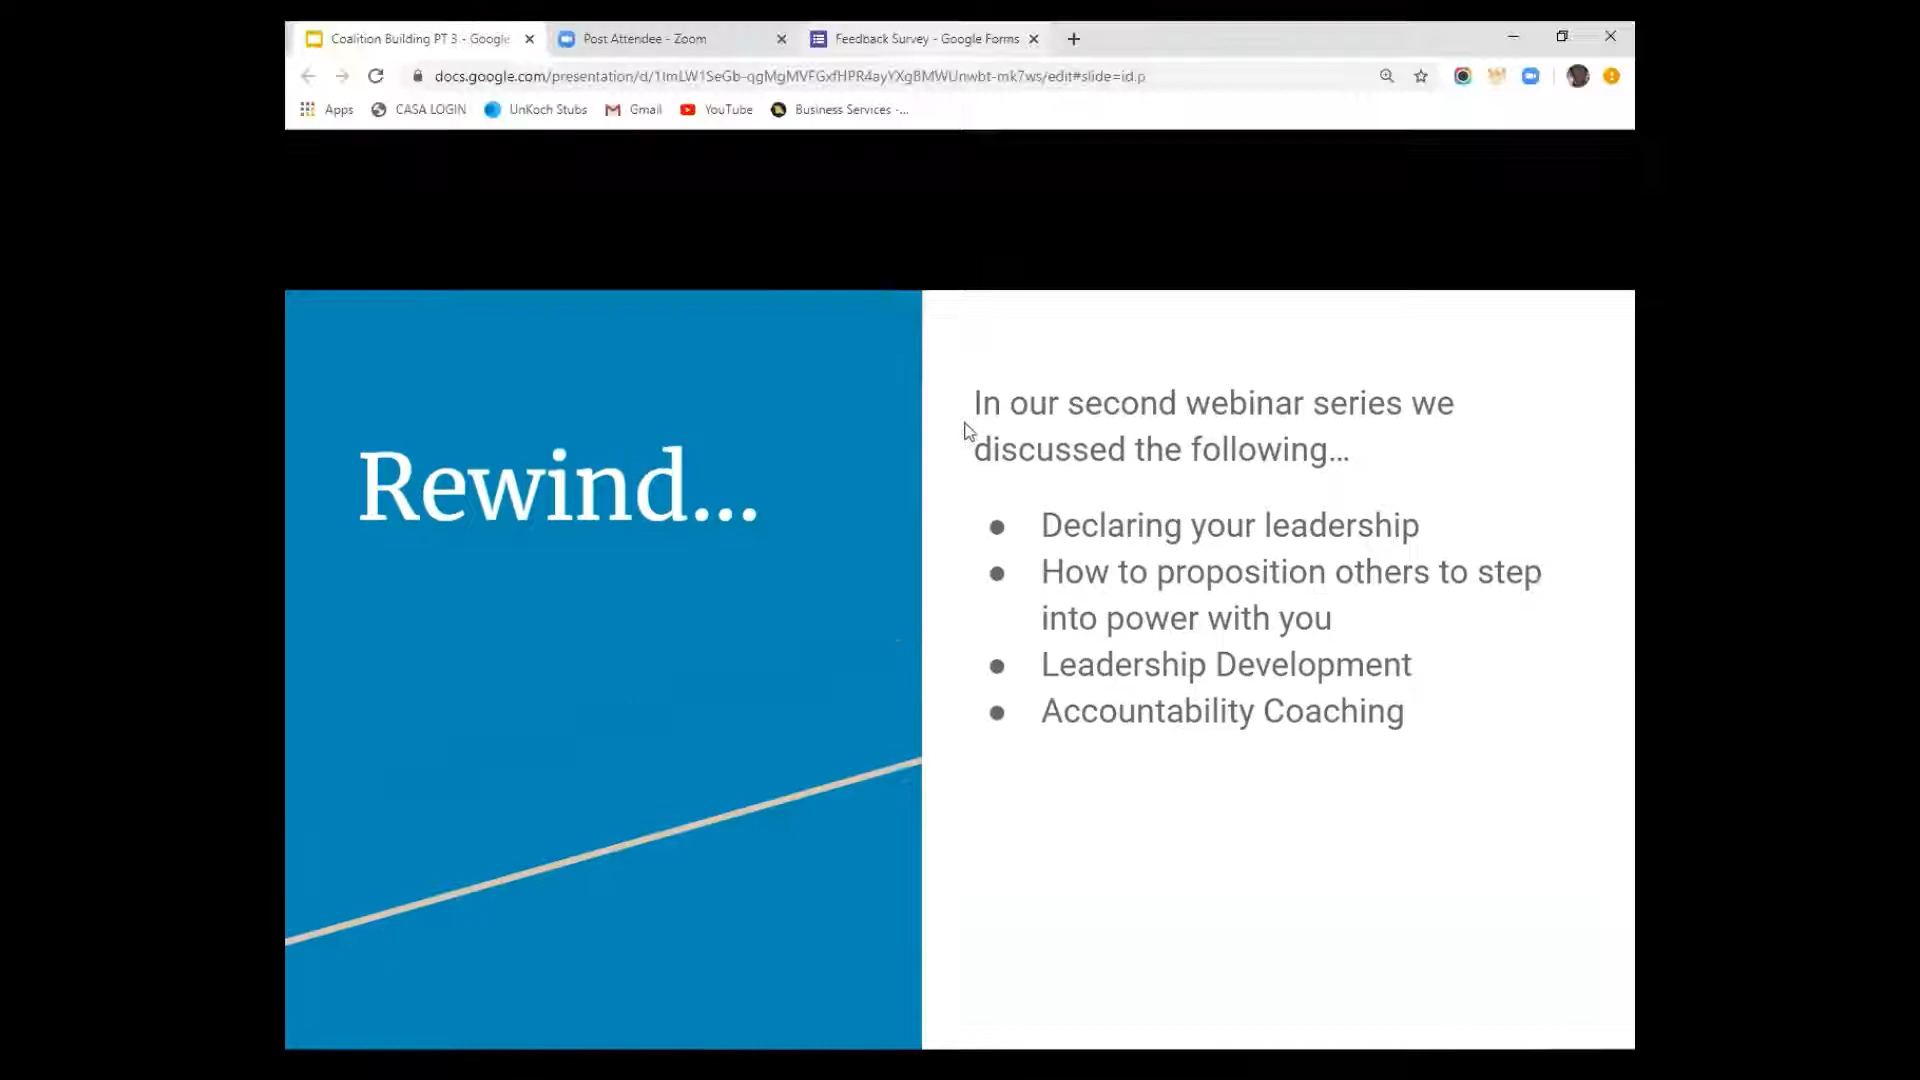 Coalition Building PT 3 - Google
Post Attendee - Zoom
Feedback Survey - Google Forms
docs.google.com/presentation/d/1ImLW1SeGb-qgMgMVFGxfHPR4ayYXgBMWUnwbt-mk7ws/edit#slide=id.p
Apps
CASA LOGIN
UnKoch Stubs
Gmail
YouTube
Business Services -...
Rewind...
In our second webinar series we
discussed the following...
● Declaring your leadership
● How to proposition others to step
into power with you
● Leadership Development
● Accountability Coaching